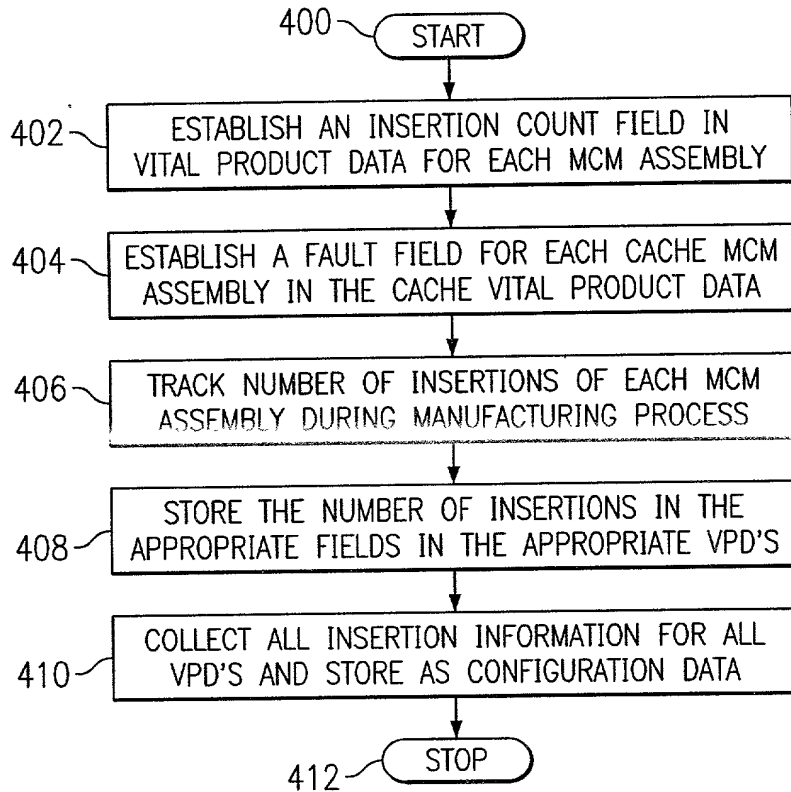 400
START
402
ESTABLISH AN INSERTION COUNT FIELD IN
VITAL PRODUCT DATA FOR EACH MCM ASSEMBLY
404
ESTABLISH A FAULT FIELD FOR EACH CACHE MCM
ASSEMBLY IN THE CACHE VITAL PRODUCT DATA
406
TRACK NUMBER OF INSERTIONS OF EACH MCM
ASSEMBLY DURING MANUFACTURING PROCESS
408
STORE THE NUMBER OF INSERTIONS IN THE
APPROPRIATE FIELDS IN THE APPROPRIATE VPD'S
410
COLLECT ALL INSERTION INFORMATION FOR ALL
VPD'S AND STORE AS CONFIGURATION DATA
412
STOP